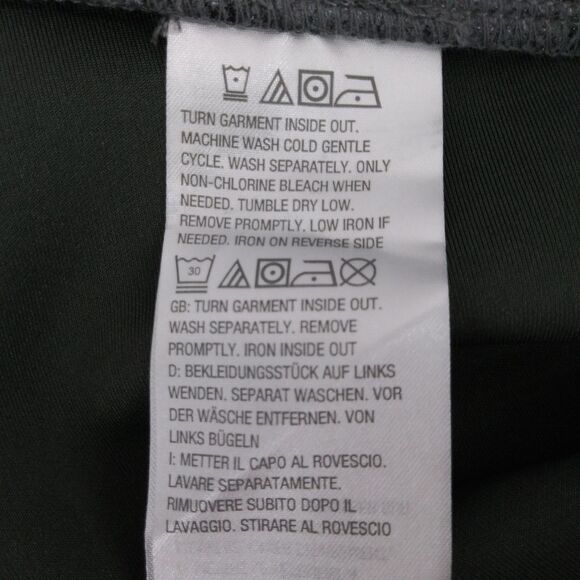 TURN GARMENT INSIDE OUT.
MACHINE WASH COLD GENTLE
CYCLE. WASH SEPARATELY. ONLY
NON-CHLORINE BLEACH WHEN
NEEDED. TUMBLE DRY LOW.
REMOVE PROMPTLY. LOW IRON IF
NEEDED. IRON ON REVERSE SIDE
30
GB: TURN GARMENT INSIDE OUT.
WASH SEPARATELY. REMOVE
PROMPTLY. IRON INSIDE OUT
D: BEKLEIDUNGSSTÜCK AUF LINKS
WENDEN. SEPARAT WASCHEN. VOR
DER WÄSCHE ENTFERNEN. VON
LINKS BÜGELN
I: METTER IL CAPO AL ROVESCIO.
LAVARE SEPARATAMENTE.
RIMUOVERE SUBITO DOPO IL
LAVAGGIO. STIRARE AL ROVESCIO